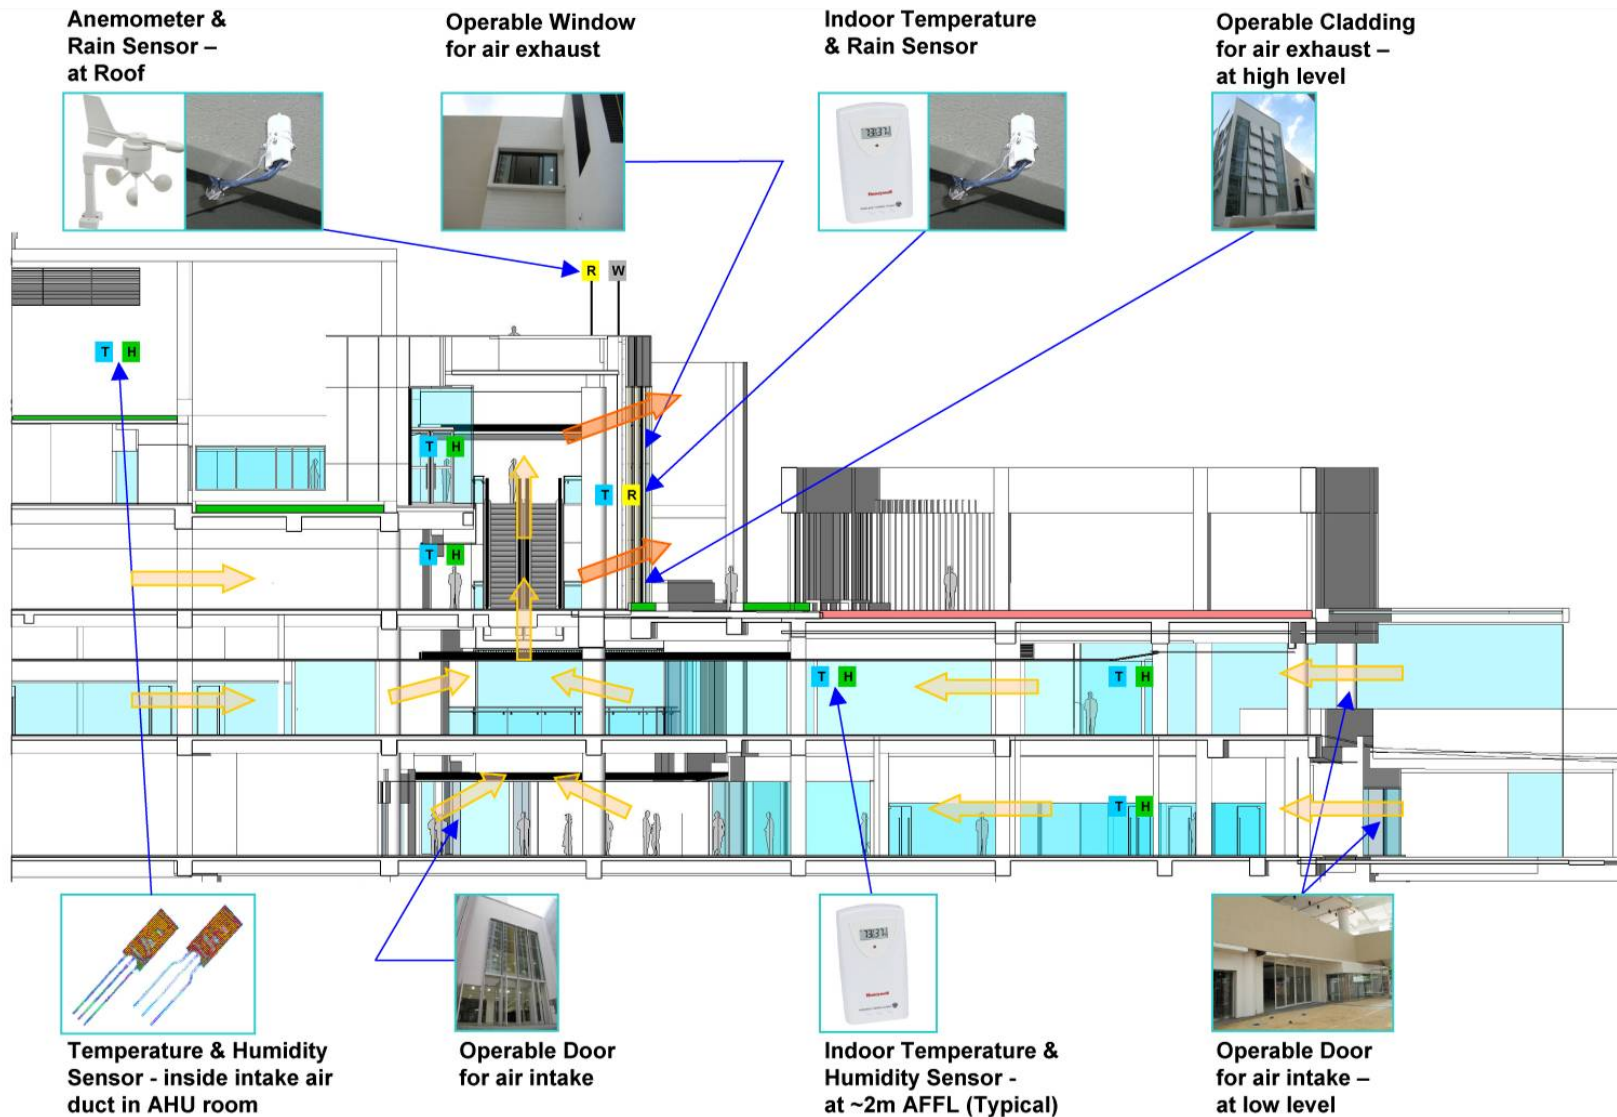 Anemometer &
Rain Sensor –
at Roof
Operable Window
for air exhaust
Indoor Temperature
& Rain Sensor
Operable Cladding
for air exhaust –
at high level
Honeywell
R W
T H
T H
T R
T H
T H
T H
T H
Honeywell
Temperature & Humidity
Sensor - inside intake air
duct in AHU room
Operable Door
for air intake
Indoor Temperature &
Humidity Sensor -
at ~2m AFFL (Typical)
Operable Door
for air intake –
at low level